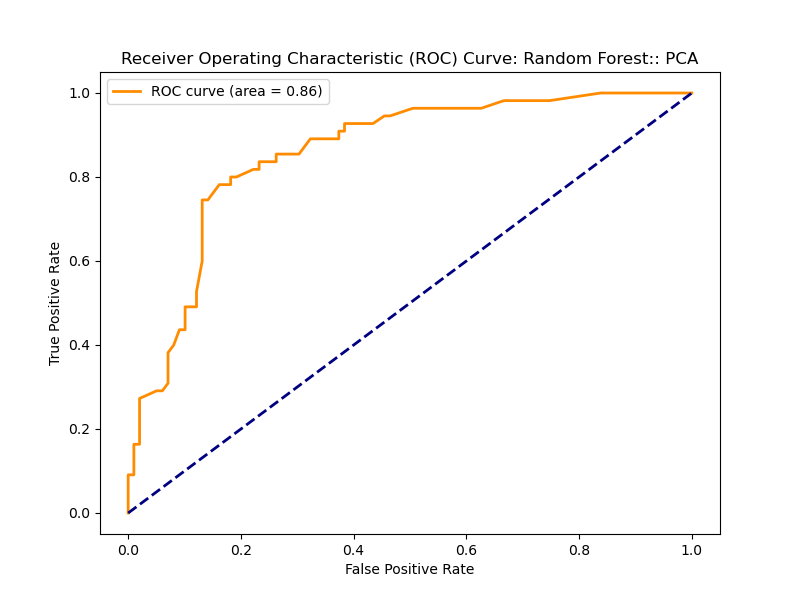 Receiver Operating Characteristic (ROC) Curve: Random Forest:: PCA
ROC curve (area = 0.86)
1.0
0.8
0.6
0.4
0.2
0.0
True Positive Rate
0.0 0.2 0.4 0.6 0.8 1.0
False Positive Rate